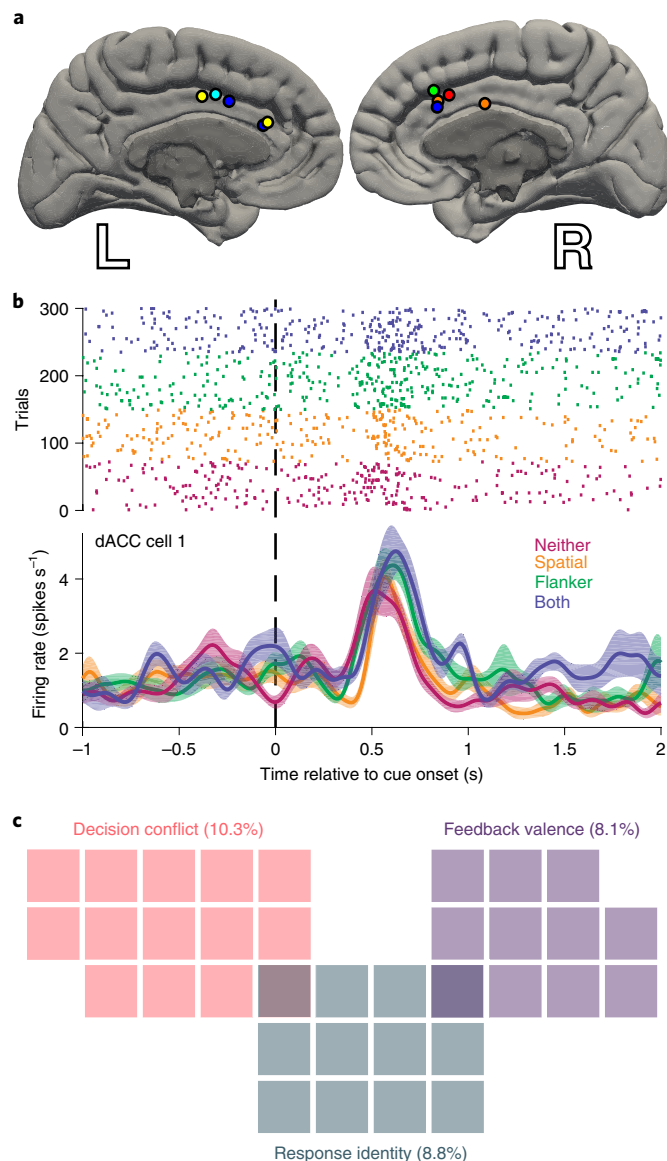 a
L R
b
300
200
100
0
Trials
dACC cell 1
Neither
Spatial
Flanker
Both
4
2
0
Firing rate (spikes s⁻¹)
–1 –0.5 0 0.5 1 1.5 2
Time relative to cue onset (s)
c
Decision conflict (10.3%) Feedback valence (8.1%)
Response identity (8.8%)